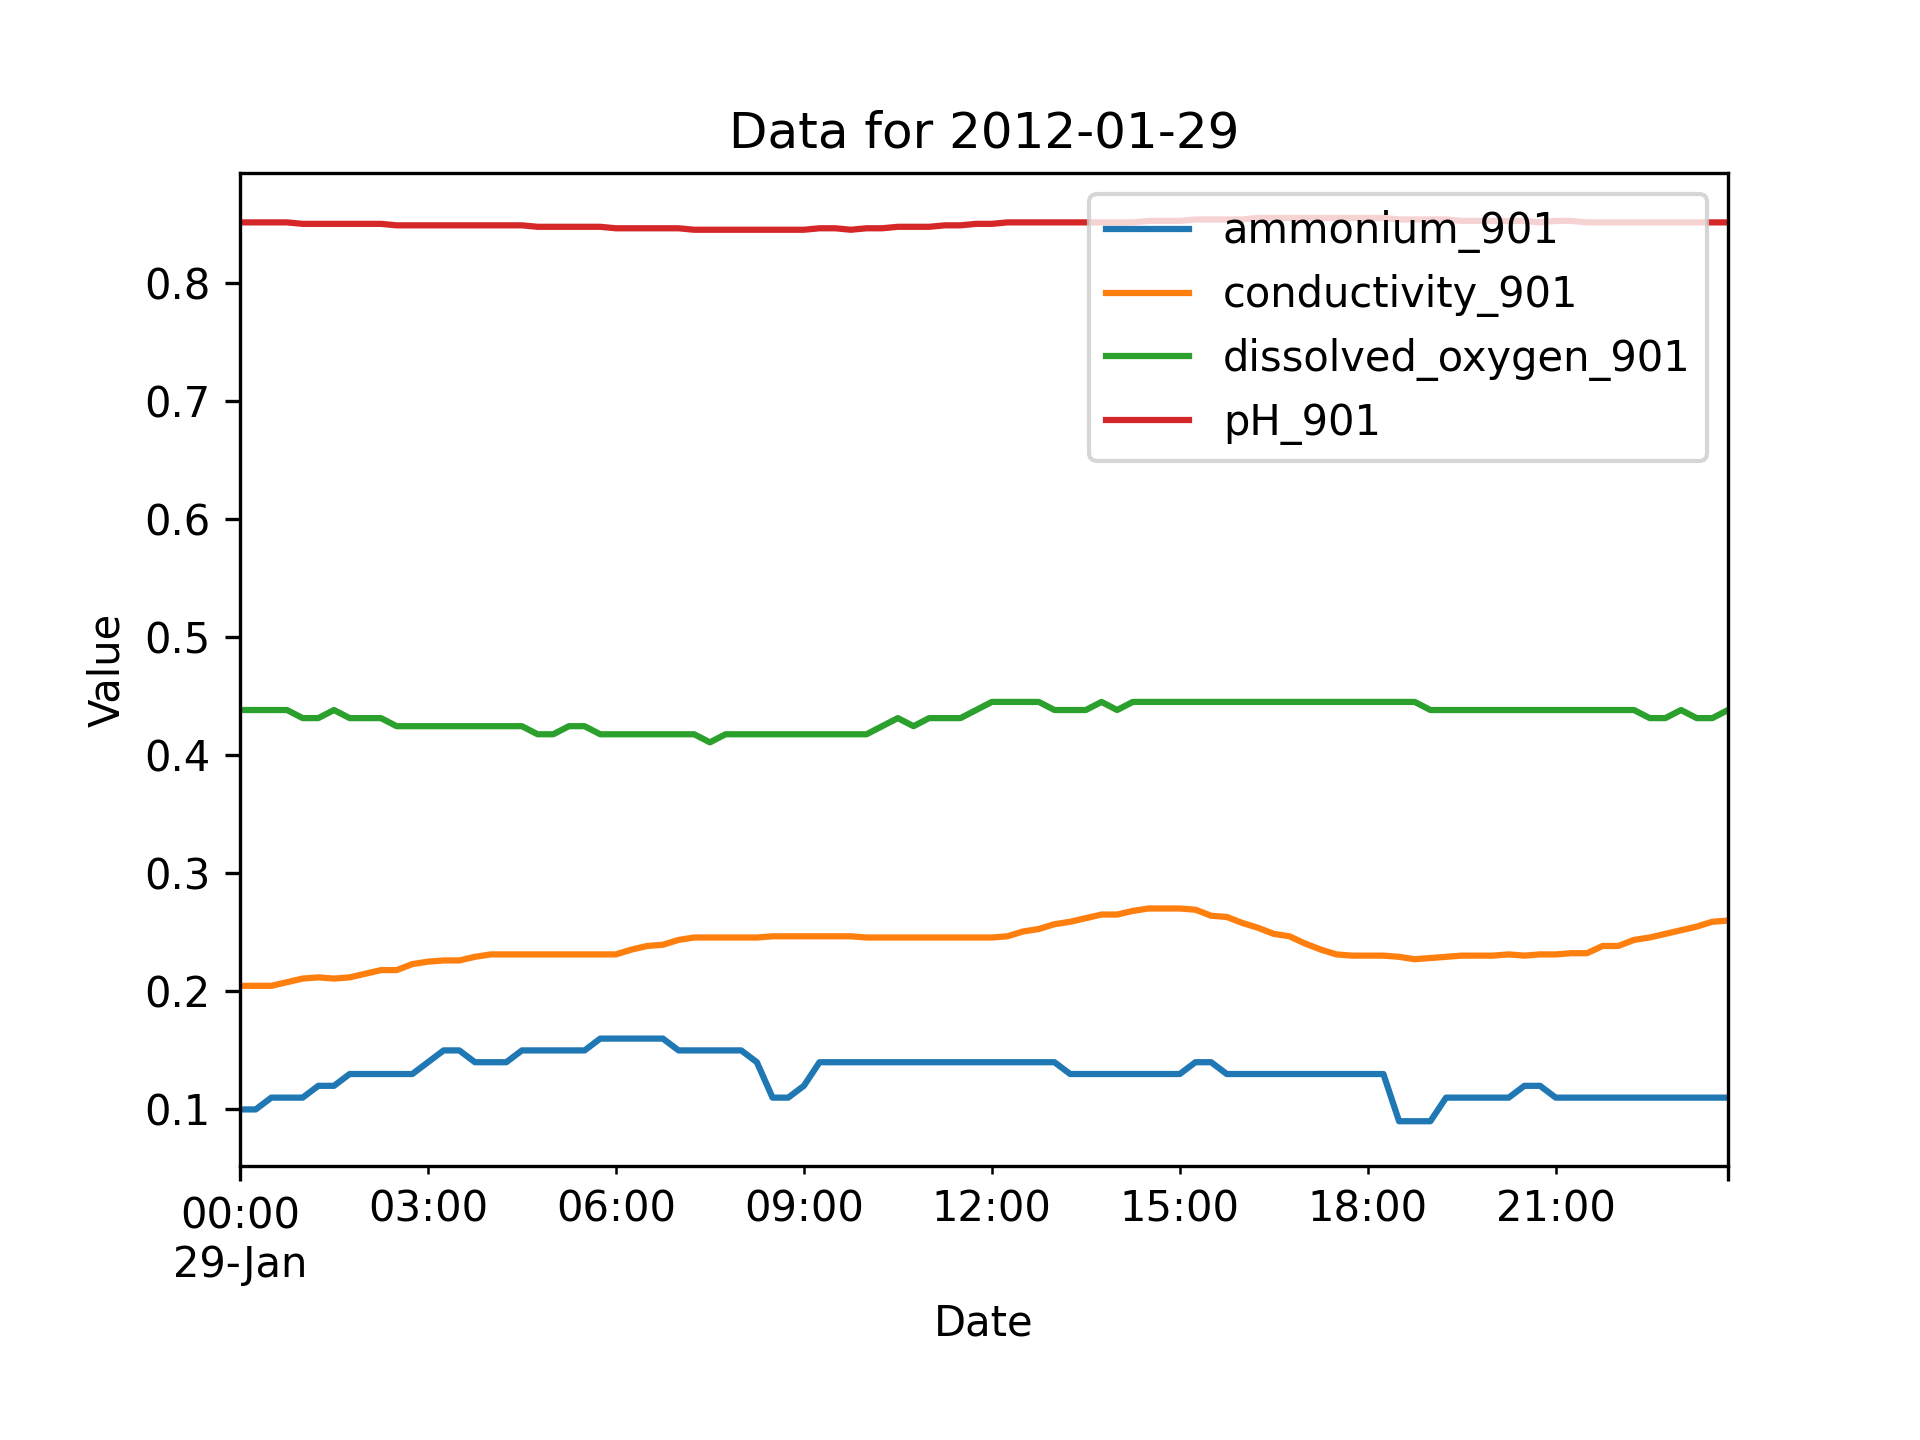 Data for 2012-01-29
ammonium_901
conductivity_901
dissolved_oxygen_901
pH_901
Value
0.8
0.7
0.6
0.5
0.4
0.3
0.2
0.1
00:00 03:00 06:00 09:00 12:00 15:00 18:00 21:00
29-Jan
Date